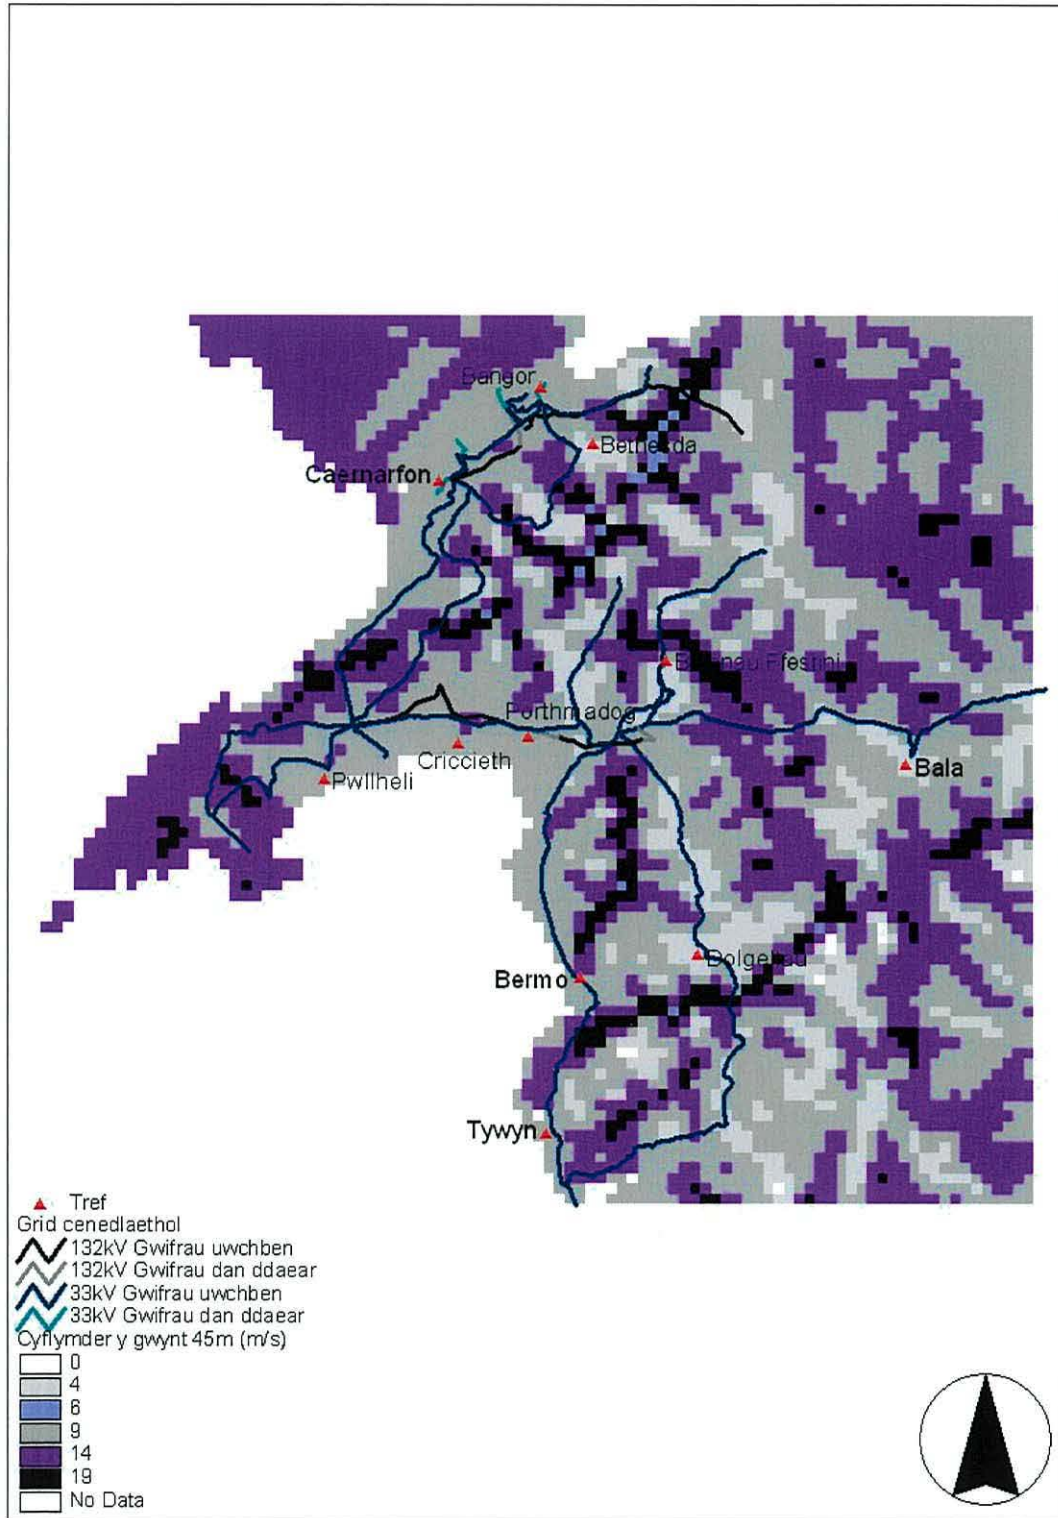 Bangor
Bethesda
Caernarfon
Ffestini
Porthmadog
Criccieth
Pwllheli
Bala
Dolgellau
Bermo
Tywyn
Tref
Grid cenedlaethol
132kV Gwifrau uwchben
132kV Gwifrau dan ddaear
33kV Gwifrau uwchben
33kV Gwifrau dan ddaear
Cyflymder y gwynt 45m (m/s)
0
4
6
9
14
19
No Data